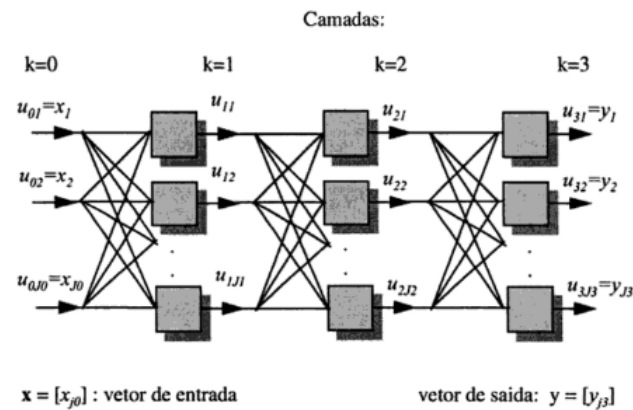 Camadas:
k=0 k=1 k=2 k=3
u01=x1 u11 u21 u31=y1
u02=x2 u12 u22 u32=y2
u0J0=xJ0 u1J1 u2J2 u3J3=yJ3
x = [xj0] : vetor de entrada vetor de saida: y = [yj3]